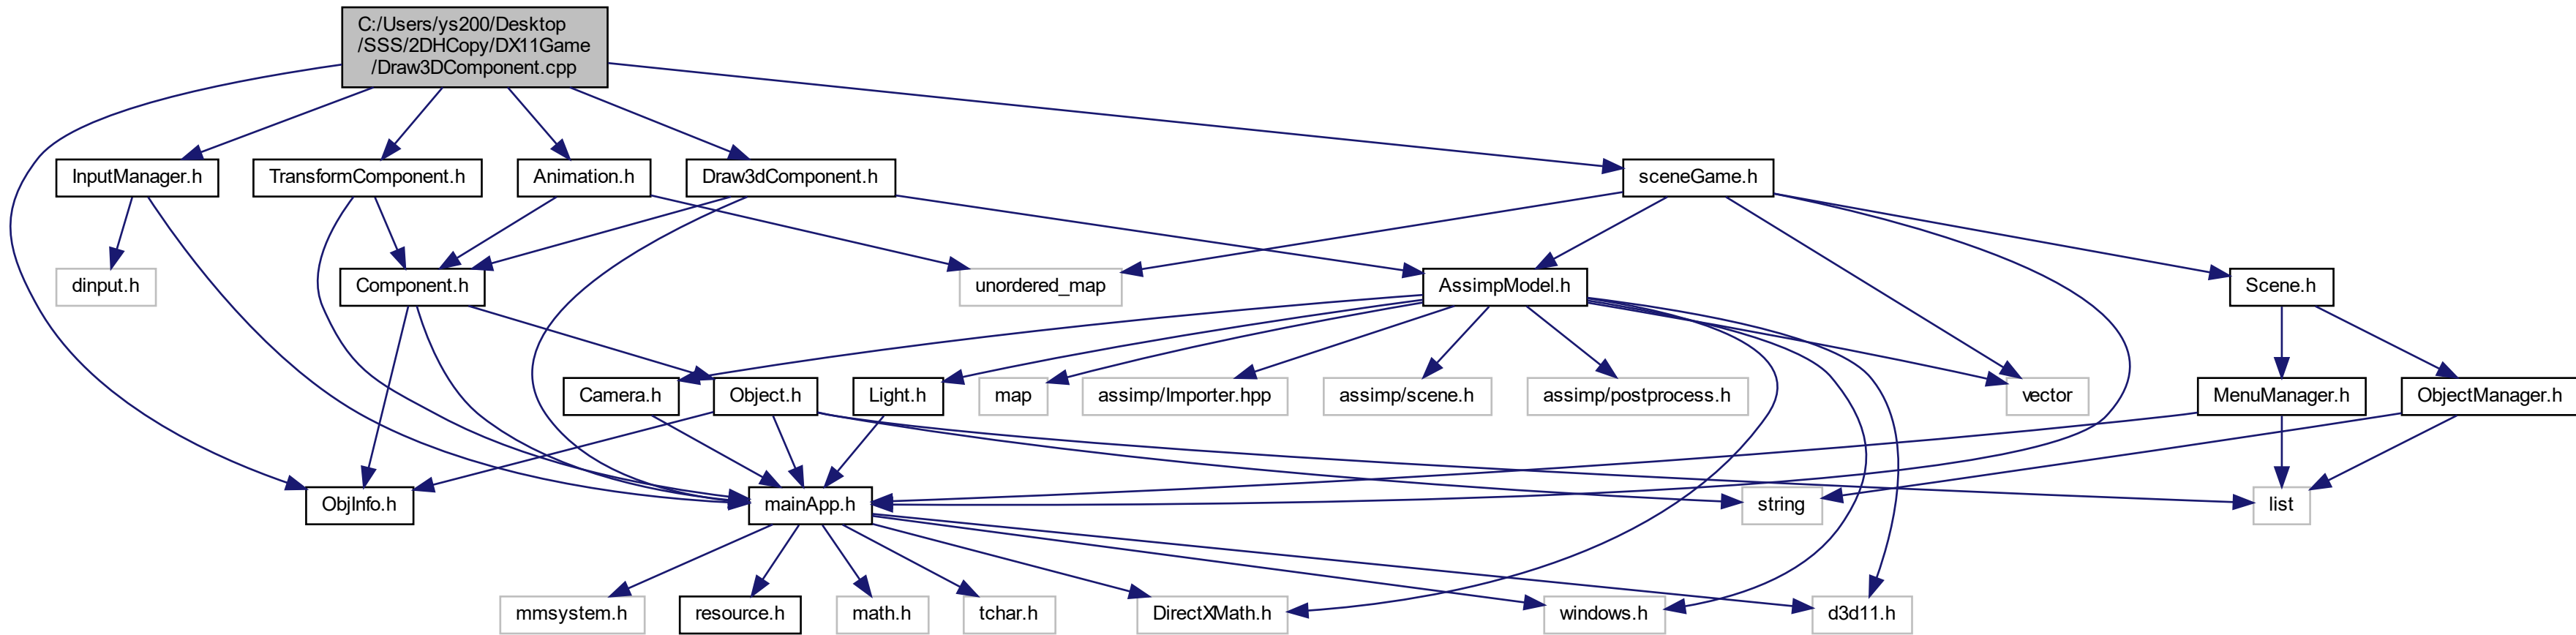 C:/Users/ys200/Desktop
/SSS/2DHCopy/DX11Game
/Draw3DComponent.cpp
InputManager.h
TransformComponent.h
Animation.h
Draw3dComponent.h
sceneGame.h
dinput.h
Component.h
unordered_map
AssimpModel.h
Scene.h
Camera.h
Object.h
Light.h
map
assimp/Importer.hpp
assimp/scene.h
assimp/postprocess.h
vector
MenuManager.h
ObjectManager.h
ObjInfo.h
mainApp.h
string
list
mmsystem.h
resource.h
math.h
tchar.h
DirectXMath.h
windows.h
d3d11.h